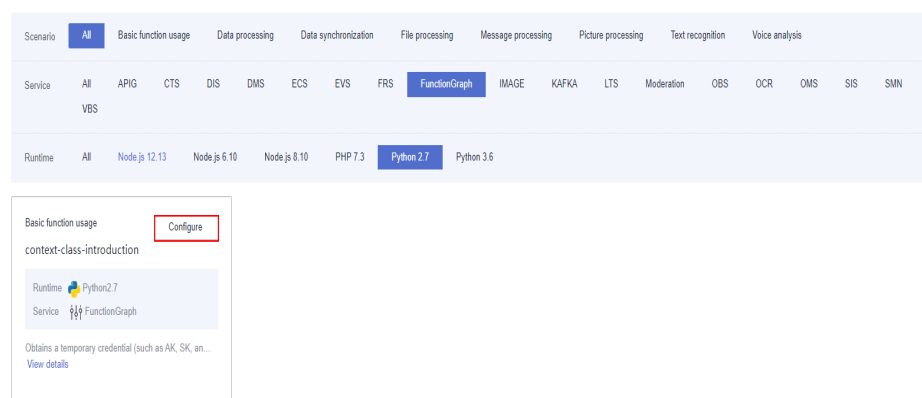 Scenario All Basic function usage Data processing Data synchronization File processing Message processing Picture processing Text recognition Voice analysis
Service All APIG CTS DIS DMS ECS EVS FRS FunctionGraph IMAGE KAFKA LTS Moderation OBS OCR OMS SIS SMN
VBS
Runtime All Node.js 12.13 Node.js 6.10 Node.js 8.10 PHP 7.3 Python 2.7 Python 3.6
Basic function usage Configure
context-class-introduction
Runtime Python2.7
Service FunctionGraph
Obtains a temporary credential (such as AK, SK, an...
View details